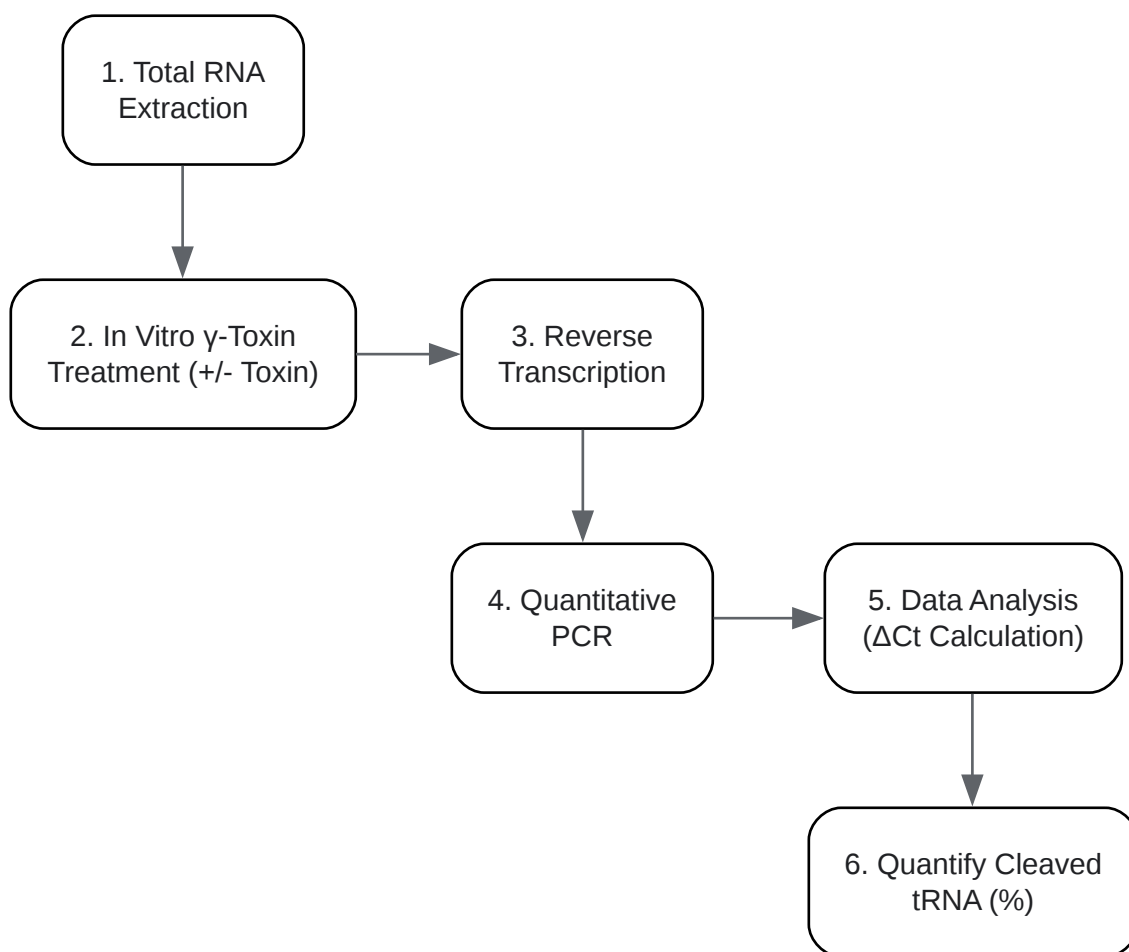 1. Total RNA
Extraction
2. In Vitro γ-Toxin
Treatment (+/- Toxin)
3. Reverse
Transcription
4. Quantitative
PCR
5. Data Analysis
(ΔCt Calculation)
6. Quantify Cleaved
tRNA (%)